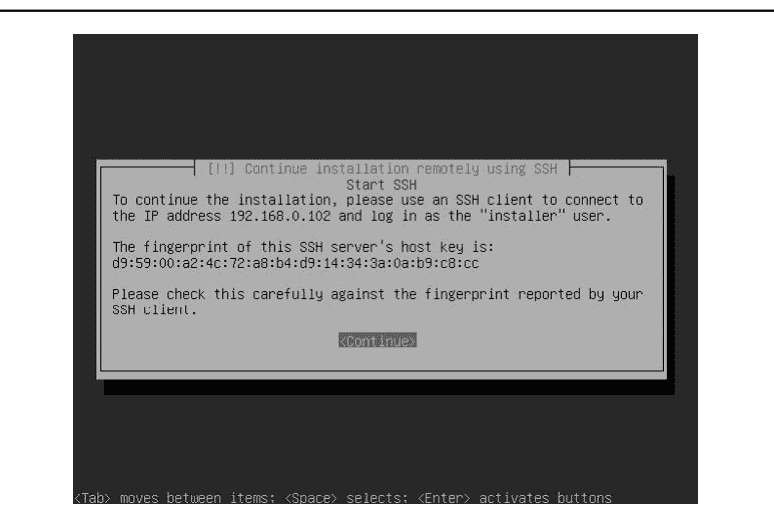 [!!] Continue installation remotely using SSH
Start SSH
To continue the installation, please use an SSH client to connect to
the IP address 192.168.0.102 and log in as the "installer" user.
The fingerprint of this SSH server's host key is:
d9:59:00:a2:4c:72:a8:b4:d9:14:34:3a:0a:b9:c8:cc
Please check this carefully against the fingerprint reported by your
SSH client.
<Continue>
<Tab> moves between items; <Space> selects; <Enter> activates buttons